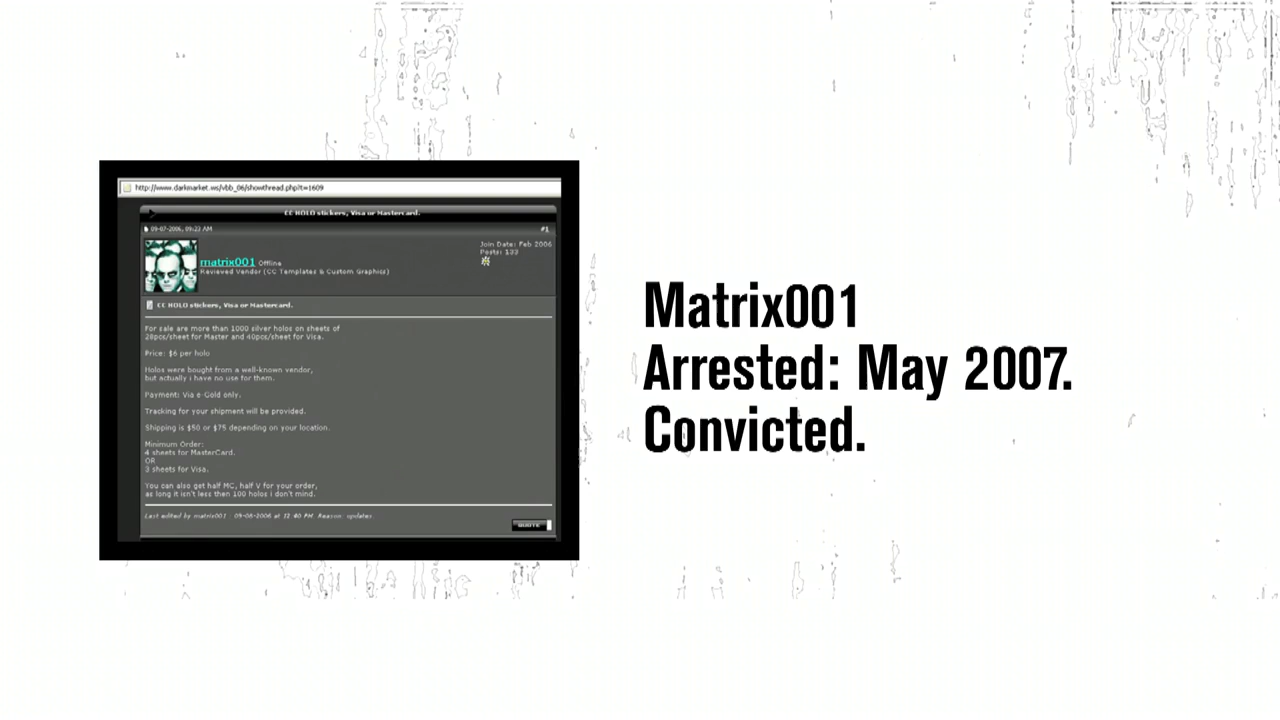 http://www.darkmarket.ws/vbb_06/showthread.php?t=1609
CC HOLO stickers, Visa or Mastercard.
09-07-2006, 09:23 AM
#1
matrix001 Offline
Reviewed Vendor (CC Templates & Custom Graphics)
Join Date: Feb 2006
Posts: 133
CC HOLO stickers, Visa or Mastercard.
For sale are more than 1000 silver holos on sheets of
28pcs/sheet for Master and 40pcs/sheet for Visa.
Price: $6 per holo
Holos were bought from a well-known vendor,
but actually i have no use for them.
Payment: Via e-Gold only.
Tracking for your shipment will be provided.
Shipping is $50 or $75 depending on your location.
Minimum Order:
4 sheets for MasterCard.
OR
3 sheets for Visa.
You can also get half MC, half V for your order,
as long it isn't less then 100 holos i don't mind.
Last edited by matrix001 : 09-08-2006 at 12:40 PM. Reason: updates
QUOTE
Matrix001
Arrested: May 2007.
Convicted.